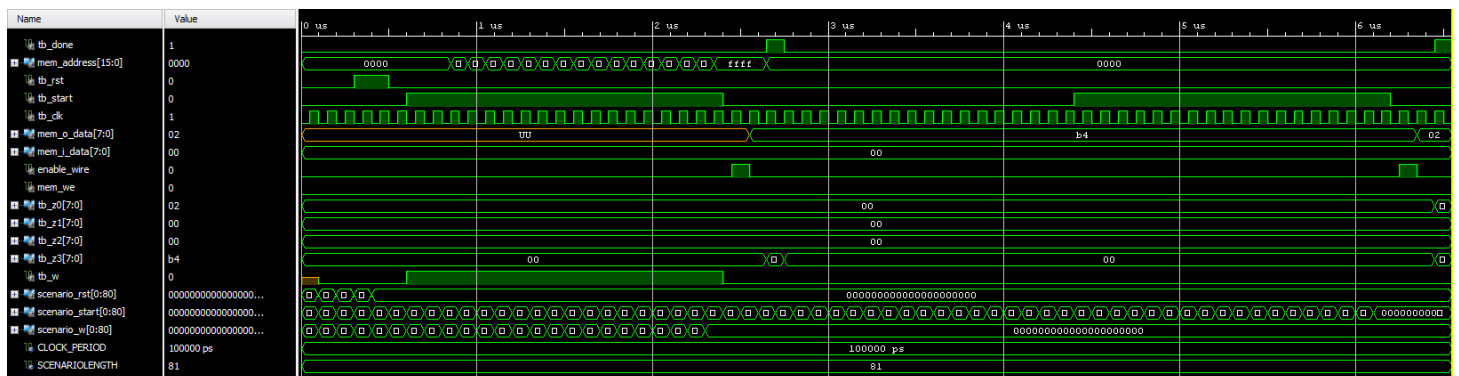 Name Value 0 us 1 us 2 us 3 us 4 us 5 us 6 us
tb_done 1
mem_address[15:0] 0000 0000 ffff 0000
tb_rst 0
tb_start 0
tb_clk 1
mem_o_data[7:0] 02 UU b4 02
mem_i_data[7:0] 00 00
enable_wire 0
mem_we 0
tb_z0[7:0] 02 00
tb_z1[7:0] 00 00
tb_z2[7:0] 00 00
tb_z3[7:0] b4 00 00
tb_w 0
scenario_rst[0:80] 0000000000000000... 000000000000000000000
scenario_start[0:80] 0000000000000000... 000000000
scenario_w[0:80] 0000000000000000... 000000000000000000000
CLOCK_PERIOD 100000 ps 100000 ps
SCENARIOLENGTH 81 81